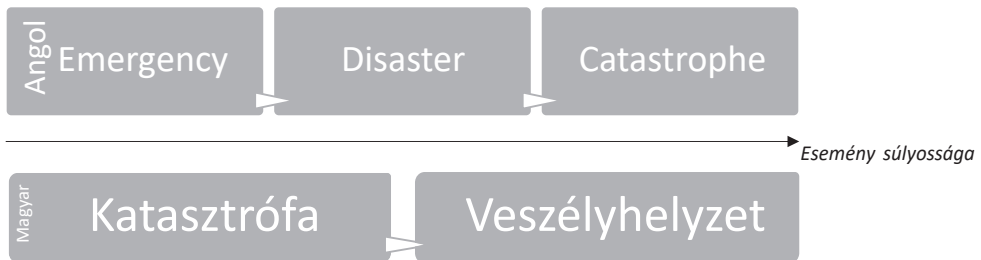 Angol
Emergency
Disaster
Catastrophe
Esemény súlyossága
Magyar
Katasztrófa
Veszélyhelyzet